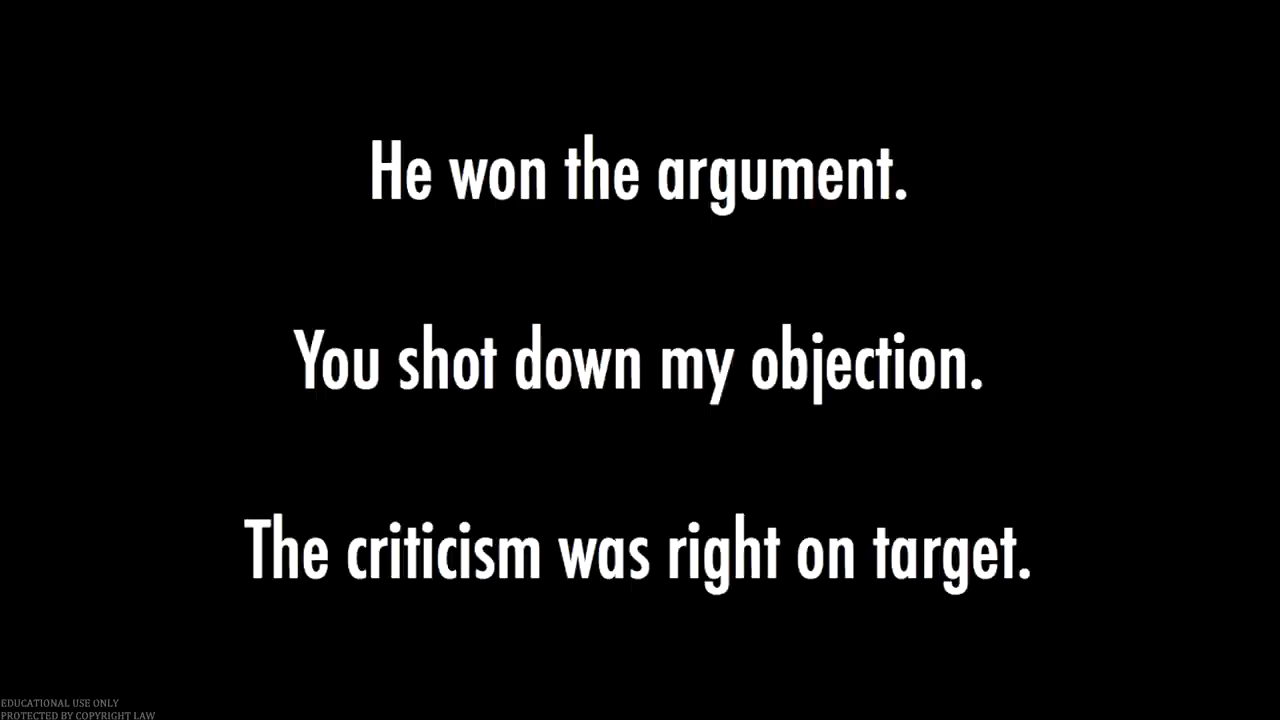 He won the argument.
You shot down my objection.
The criticism was right on target.
EDUCATIONAL USE ONLY
PROTECTED BY COPYRIGHT LAW